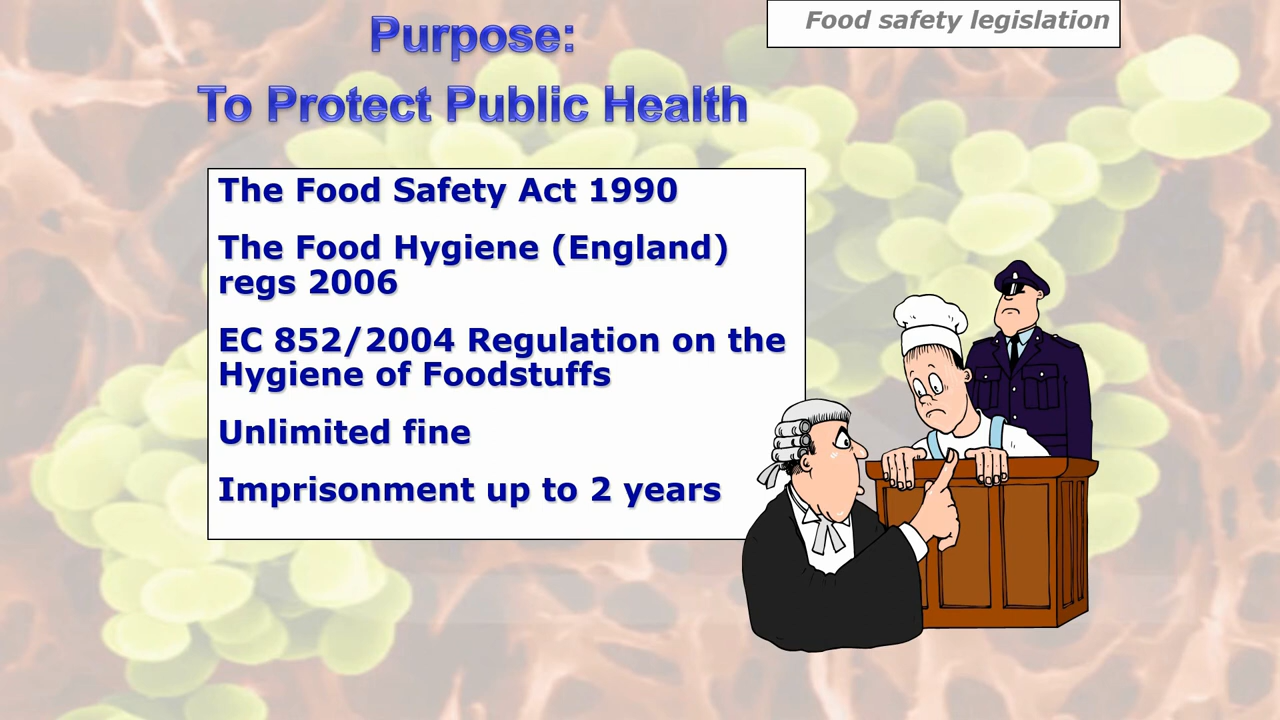 Food safety legislation
Purpose:
To Protect Public Health
The Food Safety Act 1990
The Food Hygiene (England)
regs 2006
EC 852/2004 Regulation on the
Hygiene of Foodstuffs
Unlimited fine
Imprisonment up to 2 years